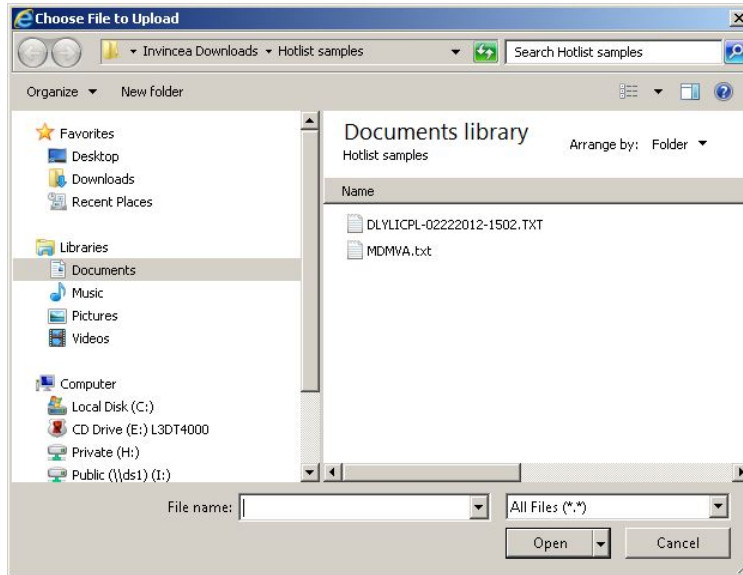 Choose File to Upload
Invincea Downloads Hotlist samples Search Hotlist samples
Organize New folder
Favorites
Desktop
Downloads
Recent Places
Libraries
Documents
Music
Pictures
Videos
Computer
Local Disk (C:)
CD Drive (E:) L3DT4000
Private (H:)
Public (\\ds1) (I:)
Documents library
Hotlist samples
Arrange by: Folder
Name
DLYLICPL-02222012-1502.TXT
MDMVA.txt
File name: All Files (*.*)
Open Cancel